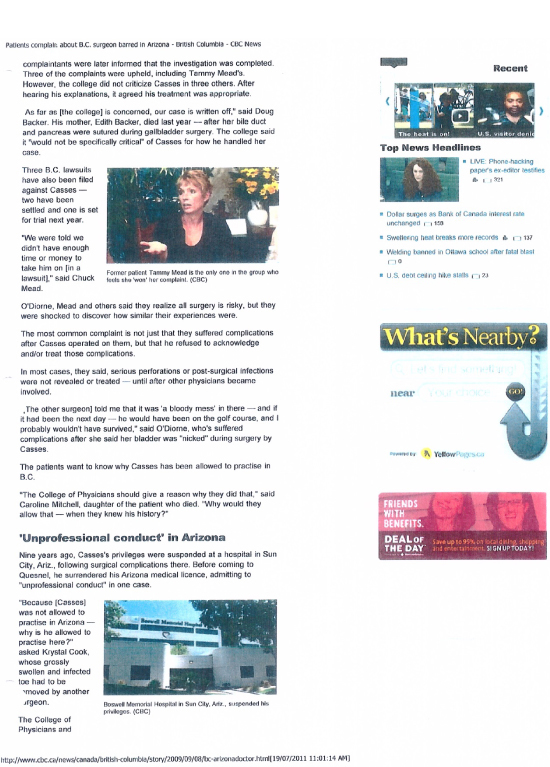 Patients complain about B.C. surgeon barred in Arizona - British Columbia - CBC News
complaintants were later informed that the investigation was completed.
Three of the complaints were upheld, including Tammy Mead's.
However, the college did not criticize Casses in three others. After
hearing his explanations, it agreed his treatment was appropriate.
As far as [the college] is concerned, our case is written off," said Doug
Backer. His mother, Edith Backer, died last year — after her bile duct
and pancreas were sutured during gallbladder surgery. The college said
it "would not be specifically critical" of Casses for how he handled her
case.
Three B.C. lawsuits
have also been filed
against Casses —
two have been
settled and one is set
for trial next year.
"We were told we
didn't have enough
time or money to
take him on [in a
lawsuit]," said Chuck
Mead.
Former patient Tammy Mead is the only one in the group who
feels she 'won' her complaint. (CBC)
O'Diorne, Mead and others said they realize all surgery is risky, but they
were shocked to discover how similar their experiences were.
The most common complaint is not just that they suffered complications
after Casses operated on them, but that he refused to acknowledge
and/or treat those complications.
In most cases, they said, serious perforations or post-surgical infections
were not revealed or treated — until after other physicians became
involved.
[The other surgeon] told me that it was 'a bloody mess' in there — and if
it had been the next day — he would have been on the golf course, and I
probably wouldn't have survived," said O'Diorne, who's suffered
complications after she said her bladder was "nicked" during surgery by
Casses.
The patients want to know why Casses has been allowed to practise in
B.C.
"The College of Physicians should give a reason why they did that," said
Caroline Mitchell, daughter of the patient who died. "Why would they
allow that — when they knew his history?"
'Unprofessional conduct' in Arizona
Nine years ago, Casses's privileges were suspended at a hospital in Sun
City, Ariz., following surgical complications there. Before coming to
Quesnel, he surrendered his Arizona medical licence, admitting to
"unprofessional conduct" in one case.
"Because [Casses]
was not allowed to
practise in Arizona —
why is he allowed to
practise here?"
asked Krystal Cook,
whose grossly
swollen and infected
toe had to be
moved by another
rgeon.
The College of
Physicians and
Boswell Memorial Hospital
Boswell Memorial Hospital in Sun City, Ariz., suspended his
privileges. (CBC)
Recent
The heat is on!
U.S. visitor denie
Top News Headlines
LIVE: Phone-hacking
paper's ex-editor testifies
321
Dollar surges as Bank of Canada interest rate
unchanged 159
Sweltering heat breaks more records 137
Welding banned in Ottawa school after fatal blast
0
U.S. debt ceiling hike stalls 23
What's Nearby?
near
GO!
Powered by: YellowPages.ca
FRIENDS
WITH
BENEFITS.
DEAL OF
THE DAY
Save up to 90% on local dining, shopping
and entertainment. SIGN UP TODAY!
http://www.cbc.ca/news/canada/british-columbia/story/2009/09/08/bc-arizonadoctor.html[19/07/2011 11:01:14 AM]